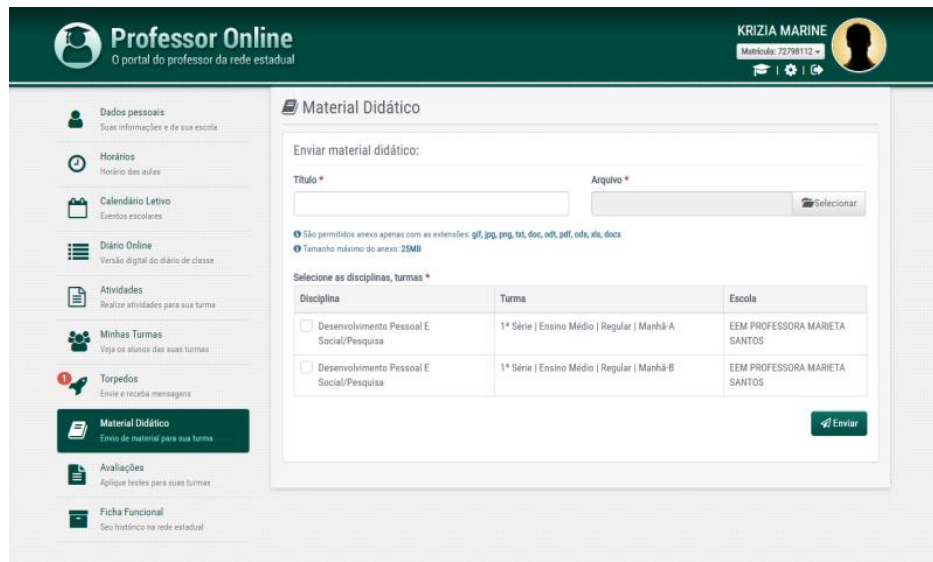 Professor Online
O portal do professor da rede estadual
KRIZIA MARINE
Matrícula: 72798112
Dados pessoais
Suas informações e de sua escola
Horários
Horário das aulas
Calendário Letivo
Eventos escolares
Diário Online
Versão digital do diário de classe
Atividades
Realize atividades para sua turma
Minhas Turmas
Veja os alunos das suas turmas
1
Torpedos
Envie e receba mensagens
Material Didático
Envio de material para sua turma
Avaliações
Aplique testes para suas turmas
Ficha Funcional
Seu histórico na rede estadual
Material Didático
Enviar material didático:
Título *
Arquivo *
Selecionar
São permitidos anexo apenas com as extensões: gif, jpg, png, txt, doc, odt, pdf, ods, xls, docx
Tamanho máximo do anexo: 25MB
Selecione as disciplinas, turmas *
Disciplina Turma Escola
Desenvolvimento Pessoal E Social/Pesquisa
1ª Série | Ensino Médio | Regular | Manhã-A
EEM PROFESSORA MARIETA SANTOS
Desenvolvimento Pessoal E Social/Pesquisa
1ª Série | Ensino Médio | Regular | Manhã-B
EEM PROFESSORA MARIETA SANTOS
Enviar